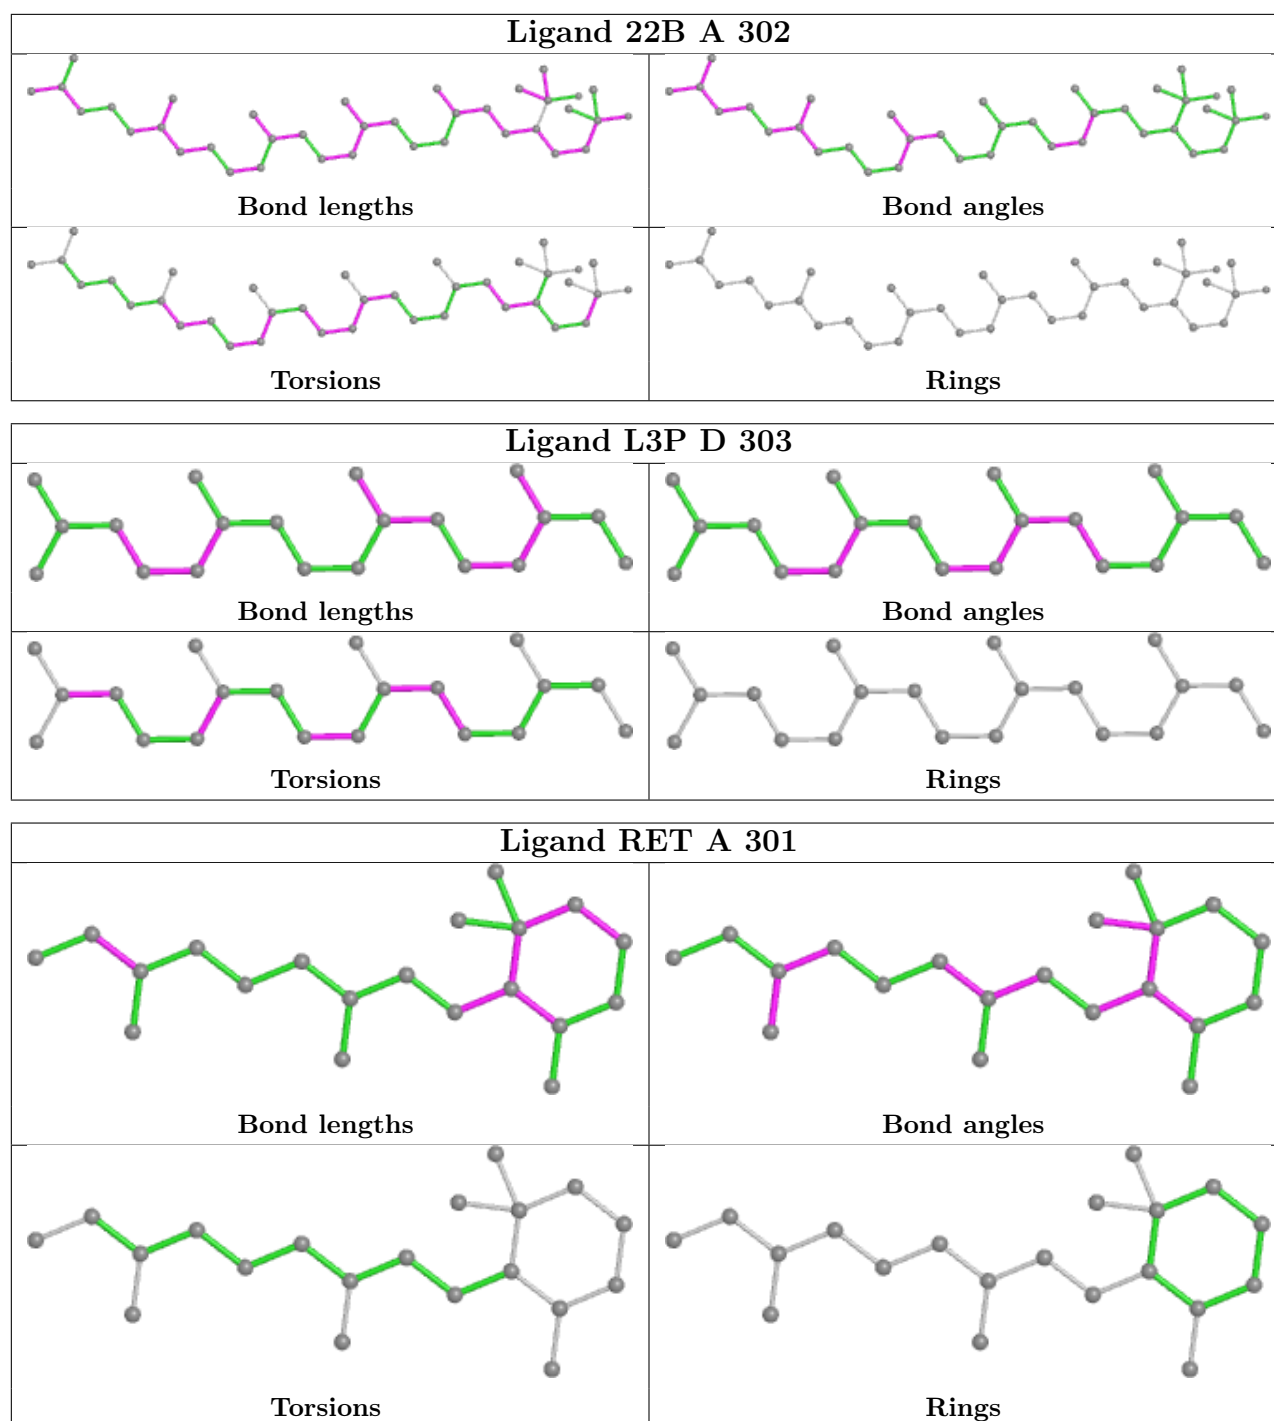 Ligand 22B A 302
Bond lengths
Bond angles
Torsions
Rings
Ligand L3P D 303
Bond lengths
Bond angles
Torsions
Rings
Ligand RET A 301
Bond lengths
Bond angles
Torsions
Rings